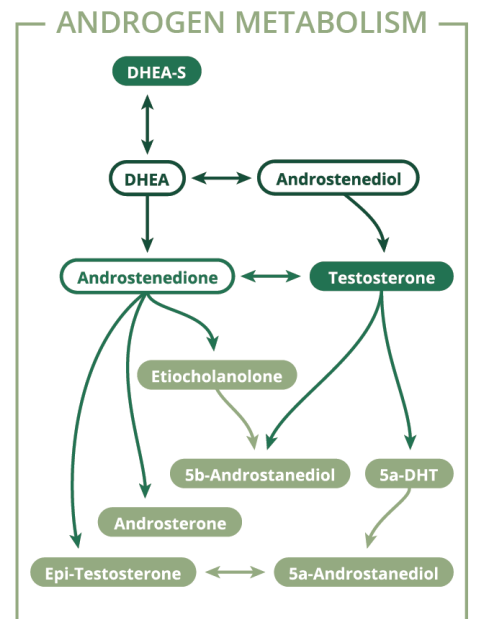 ANDROGEN METABOLISM
DHEA-S
DHEA
Androstenediol
Androstenedione
Testosterone
Etiocholanolone
5b-Androstanediol
5a-DHT
Androsterone
Epi-Testosterone
5a-Androstanediol